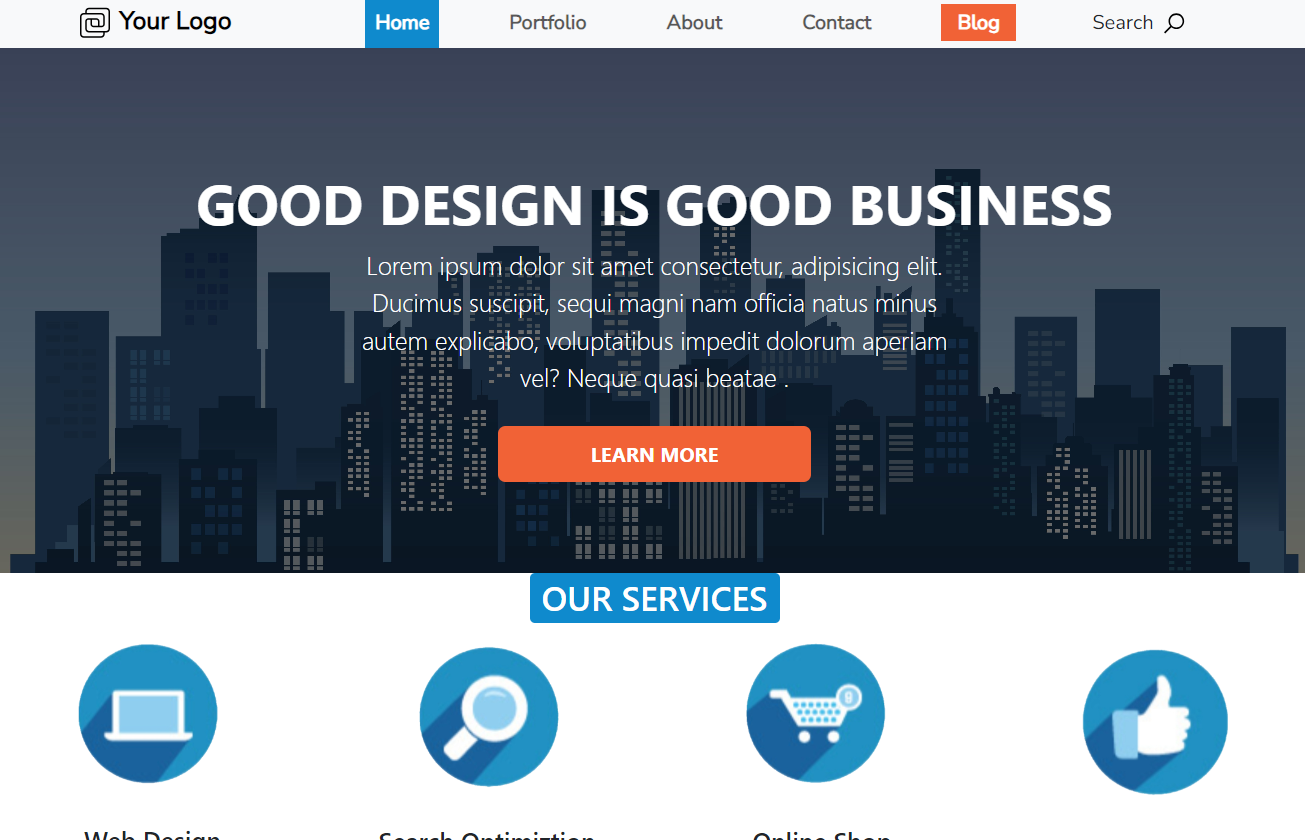 Your Logo
Home
Portfolio
About
Contact
Blog
Search
GOOD DESIGN IS GOOD BUSINESS
Lorem ipsum dolor sit amet consectetur, adipisicing elit.
Ducimus suscipit, sequi magni nam officia natus minus
autem explicabo, voluptatibus impedit dolorum aperiam
vel? Neque quasi beatae .
LEARN MORE
OUR SERVICES
Web Design
Search Optimiztion
Online Shop